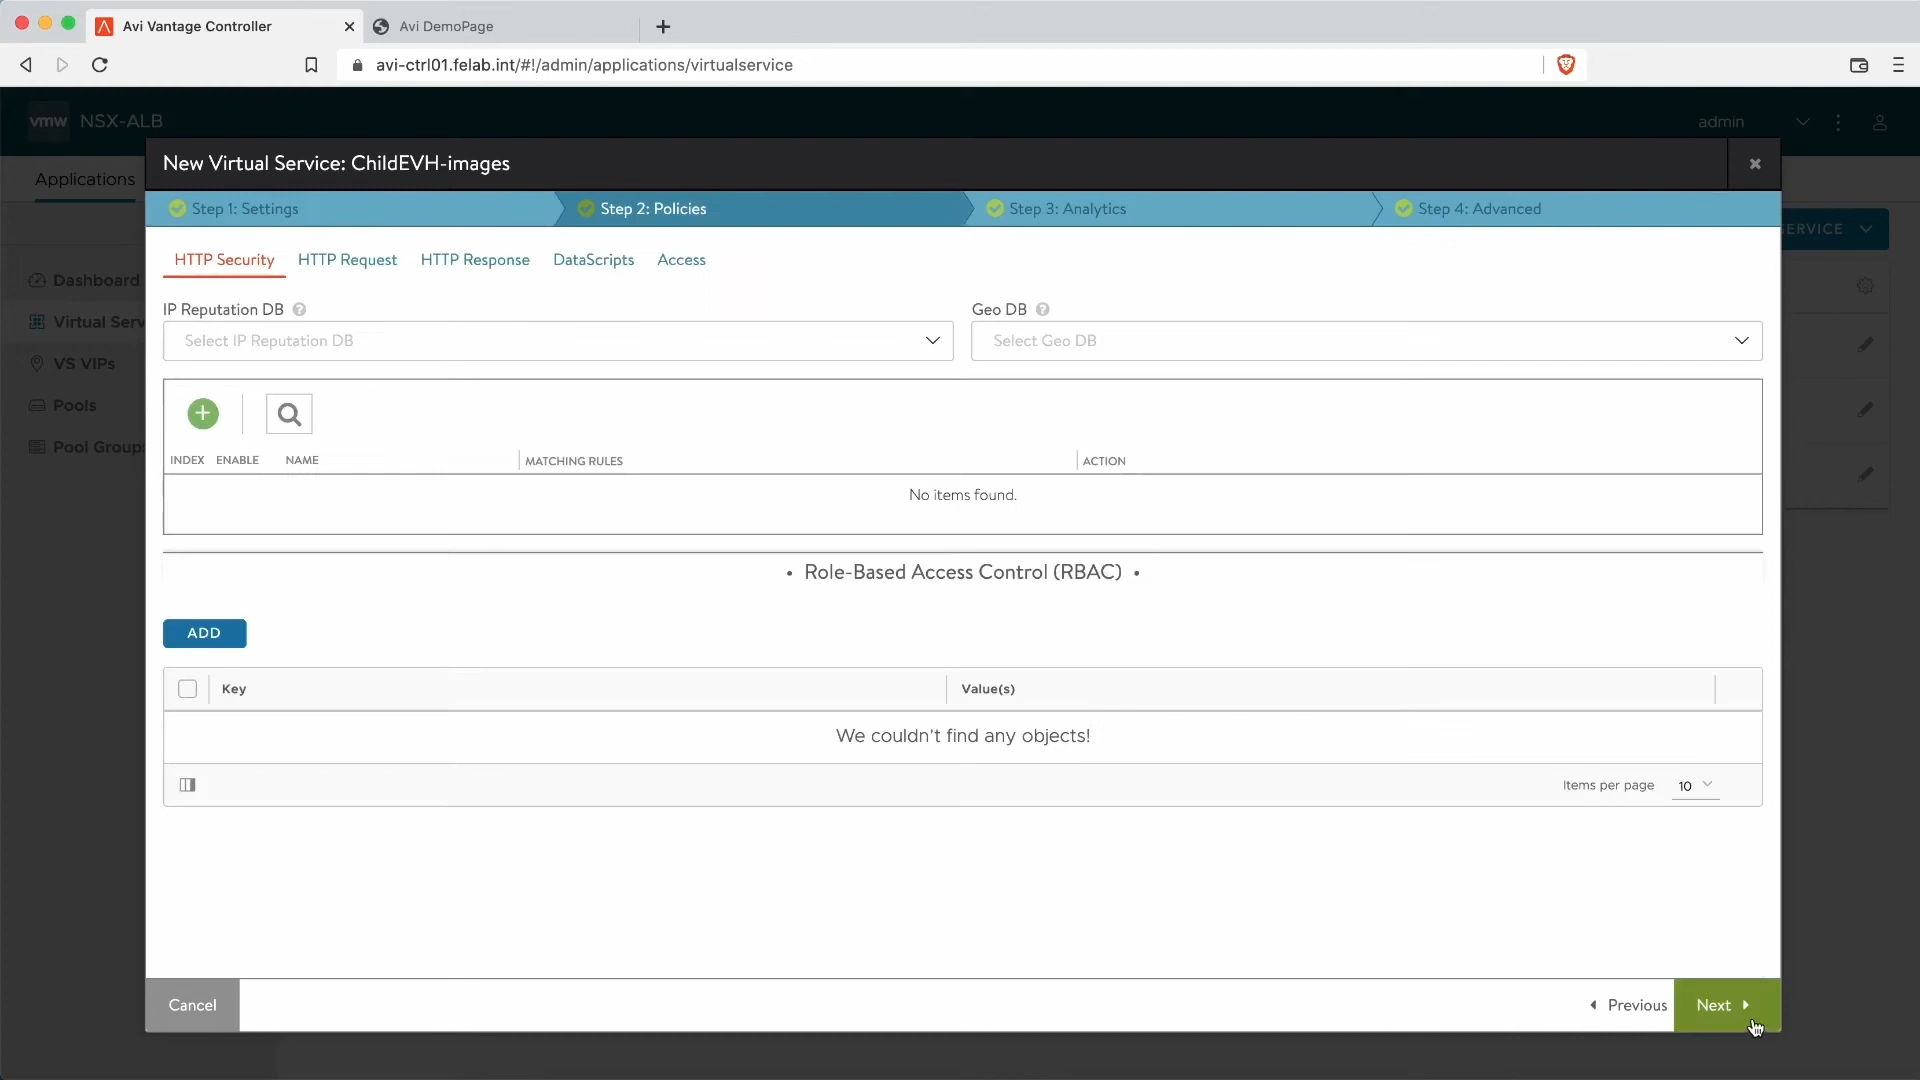 Avi Vantage Controller
Avi DemoPage
avi-ctrl01.felab.int/#!/admin/applications/virtualservice
vmw NSX-ALB
admin
Applications
New Virtual Service: ChildEVH-images
Step 1: Settings
Step 2: Policies
Step 3: Analytics
Step 4: Advanced
ERVICE
HTTP Security
HTTP Request
HTTP Response
DataScripts
Access
Dashboard
Virtual Serv
VS VIPs
Pools
Pool Group
IP Reputation DB
Geo DB
Select IP Reputation DB
Select Geo DB
INDEX ENABLE NAME MATCHING RULES ACTION
No items found.
• Role-Based Access Control (RBAC) •
ADD
Key Value(s)
We couldn't find any objects!
Items per page 10
Cancel
Previous
Next